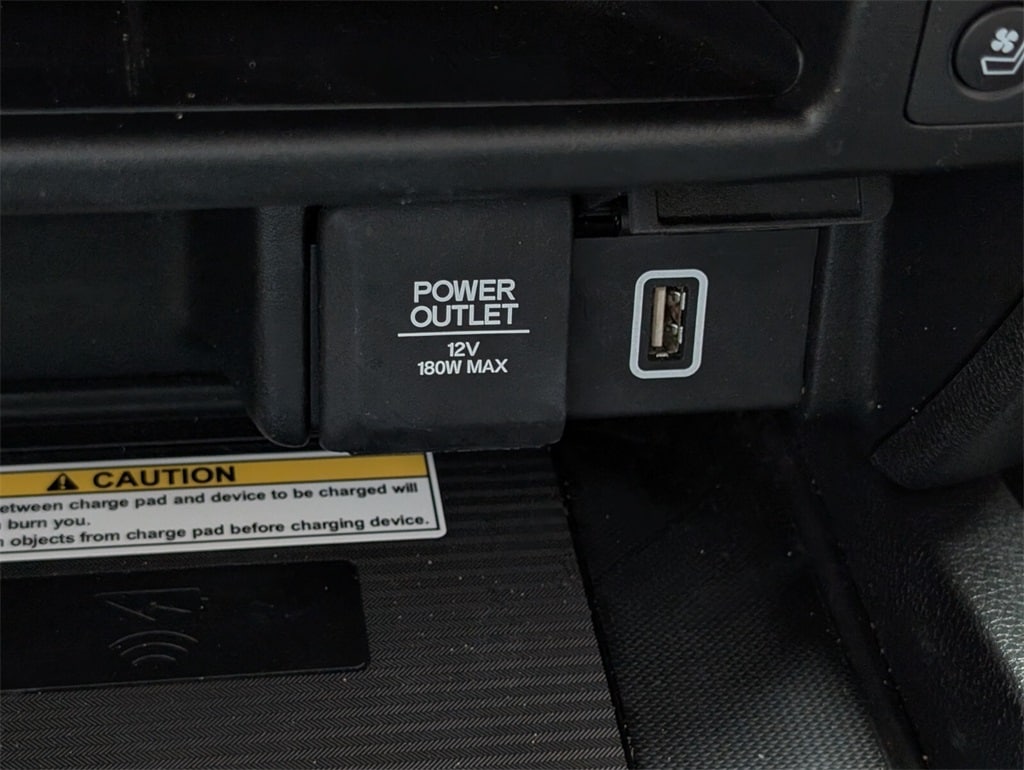 POWER
OUTLET
12V
180W MAX
CAUTION
between charge pad and device to be charged will
burn you.
objects from charge pad before charging device.